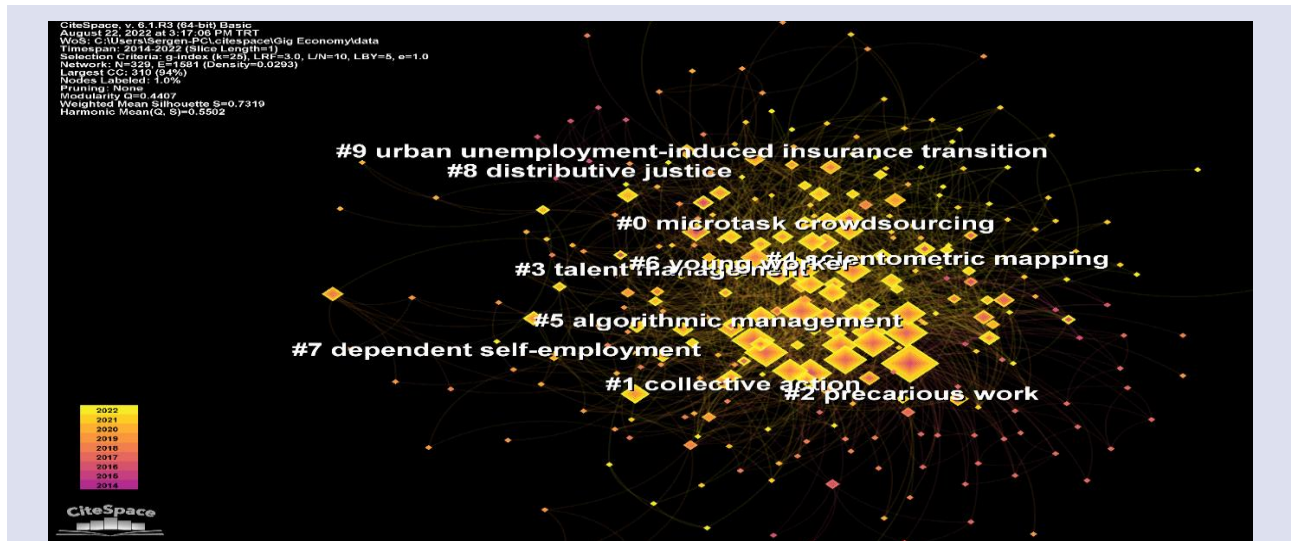 CiteSpace, v. 6.1.R3 (64-bit) Basic
August 22, 2022 at 3:17:06 PM TRT
WoS: C:\Users\Sergen-PC\.citespace\Gig Economy\data
Timespan: 2014-2022 (Slice Length=1)
Selection Criteria: g-index (k=25), LRF=3.0, L/N=10, LBY=5, e=1.0
Network: N=329, E=1581 (Density=0.0293)
Largest CC: 310 (94%)
Nodes Labeled: 1.0%
Pruning: None
Modularity Q=0.4407
Weighted Mean Silhouette S=0.7319
Harmonic Mean(Q, S)=0.5502
#9 urban unemployment-induced insurance transition
#8 distributive justice
#0 microtask crowdsourcing
#4 scientometric mapping
#6 young worker
#3 talent management
#5 algorithmic management
#7 dependent self-employment
#1 collective action
#2 precarious work
2022
2021
2020
2019
2018
2017
2016
2015
2014
CiteSpace